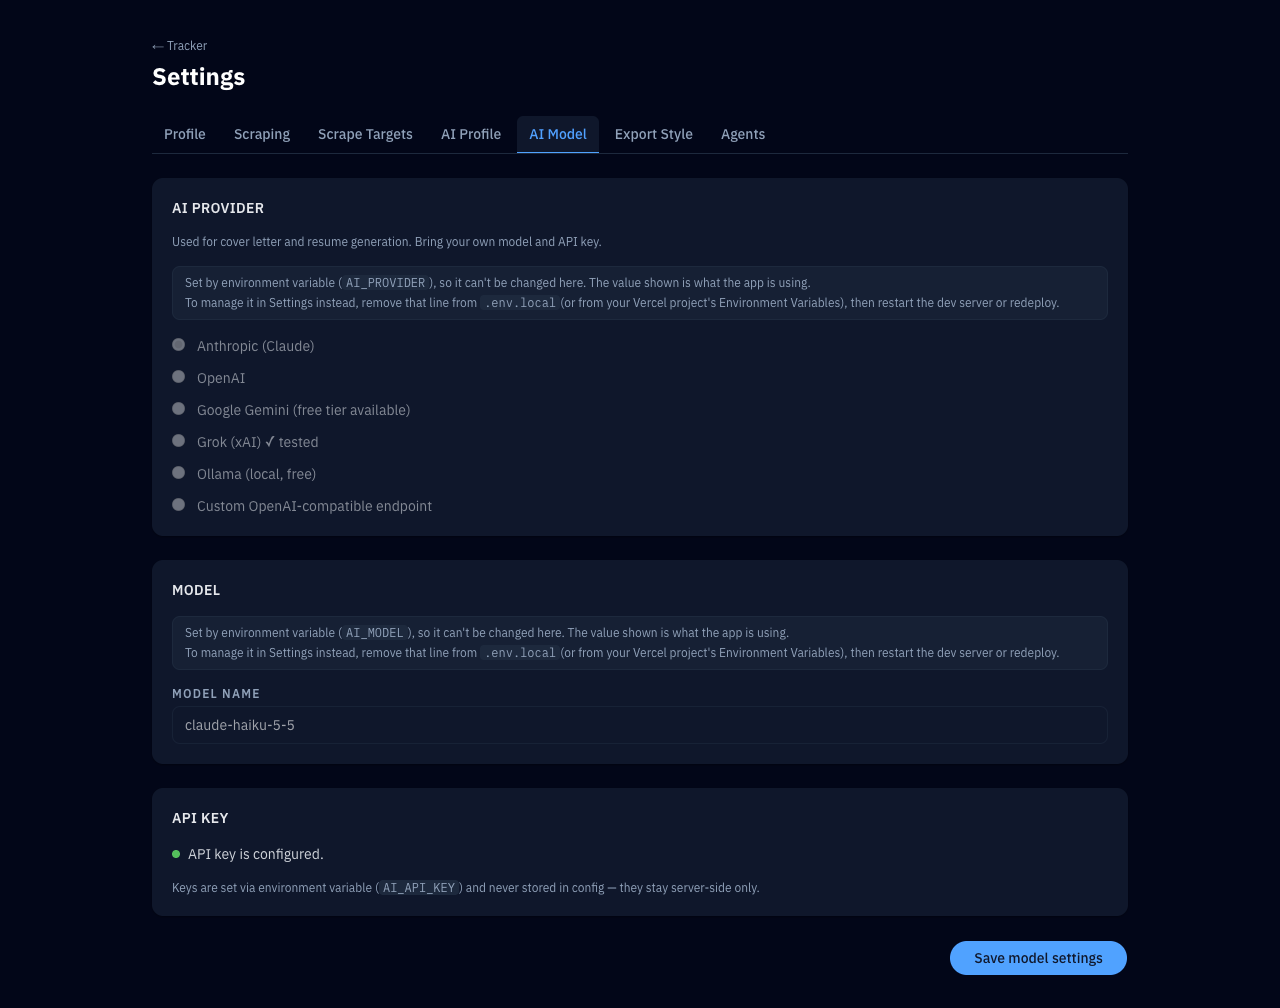 ← Tracker
Settings
Profile Scraping Scrape Targets AI Profile AI Model Export Style Agents
AI PROVIDER
Used for cover letter and resume generation. Bring your own model and API key.
Set by environment variable (AI_PROVIDER), so it can't be changed here. The value shown is what the app is using.
To manage it in Settings instead, remove that line from .env.local (or from your Vercel project's Environment Variables), then restart the dev server or redeploy.
Anthropic (Claude)
OpenAI
Google Gemini (free tier available)
Grok (xAI) ✓ tested
Ollama (local, free)
Custom OpenAI-compatible endpoint
MODEL
Set by environment variable (AI_MODEL), so it can't be changed here. The value shown is what the app is using.
To manage it in Settings instead, remove that line from .env.local (or from your Vercel project's Environment Variables), then restart the dev server or redeploy.
MODEL NAME
claude-haiku-5-5
API KEY
API key is configured.
Keys are set via environment variable (AI_API_KEY) and never stored in config — they stay server-side only.
Save model settings